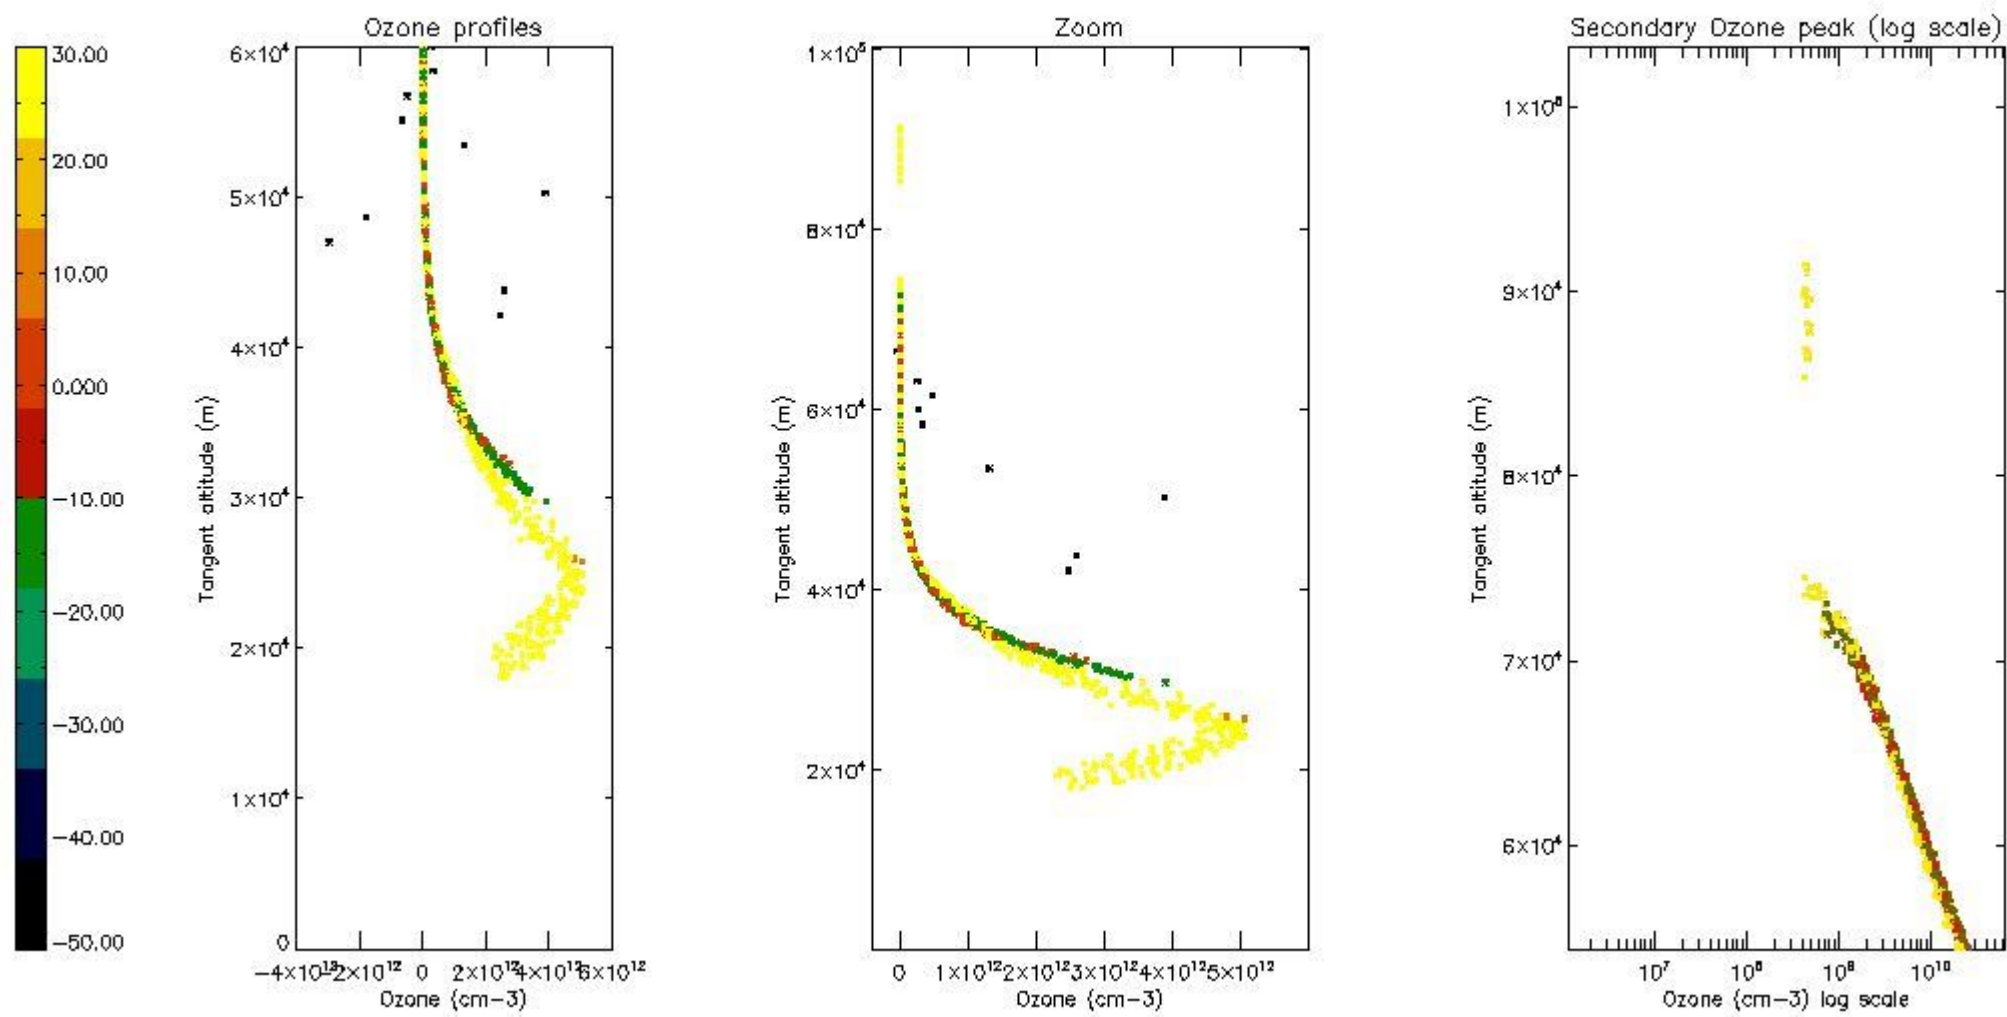 Ozone profiles
Zoom
Secondary Ozone peak (log scale)
30.00
20.00
10.00
0.000
−10.00
−20.00
−30.00
−40.00
−50.00
6×10⁴
5×10⁴
4×10⁴
3×10⁴
2×10⁴
1×10⁴
0
Tangent altitude (m)
0 2×10¹² 4×10¹² 6×10¹²
Ozone (cm−3)
1×10⁵
8×10⁴
6×10⁴
4×10⁴
2×10⁴
Tangent altitude (m)
0 1×10¹² 2×10¹² 3×10¹² 4×10¹² 5×10¹²
Ozone (cm−3)
9×10⁴
8×10⁴
7×10⁴
6×10⁴
Tangent altitude (m)
10⁷ 10⁸ 10⁹ 10¹⁰
Ozone (cm−3) log scale